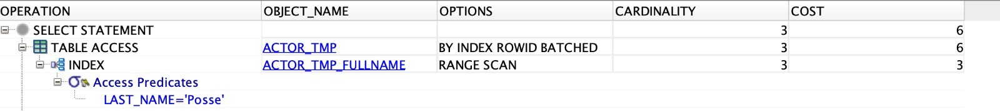 OPERATION OBJECT_NAME OPTIONS CARDINALITY COST
SELECT STATEMENT 3 6
TABLE ACCESS ACTOR_TMP BY INDEX ROWID BATCHED 3 6
INDEX ACTOR_TMP_FULLNAME RANGE SCAN 3 3
Access Predicates
LAST_NAME='Posse'